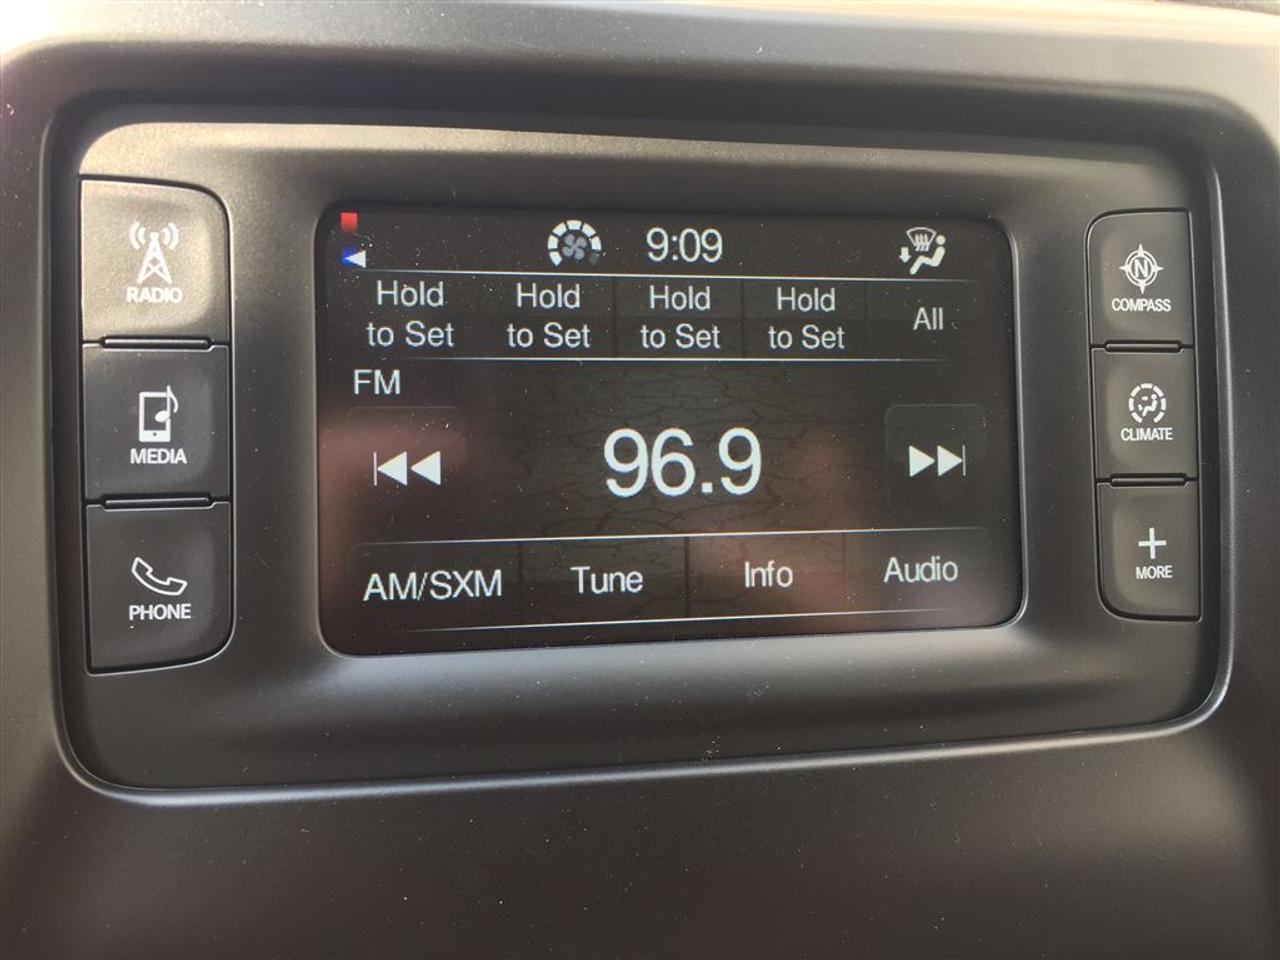 9:09
Hold to Set
Hold to Set
Hold to Set
Hold to Set
All
FM
96.9
AM/SXM
Tune
Info
Audio
RADIO
MEDIA
PHONE
N
COMPASS
CLIMATE
MORE